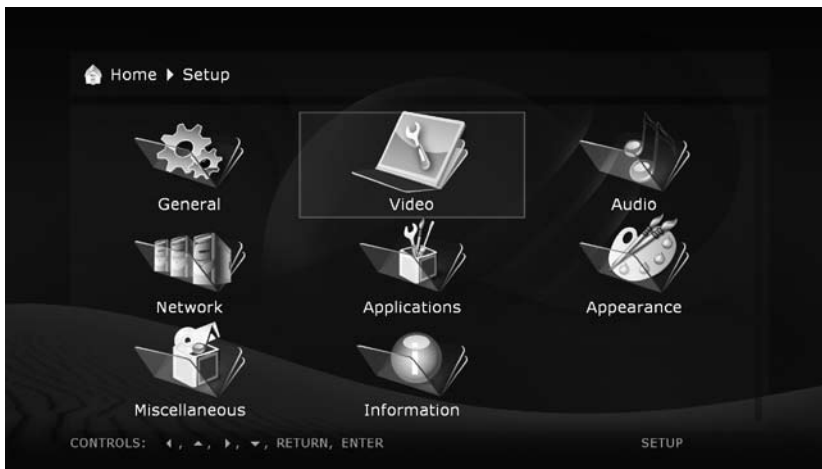 Home ▶ Setup
General Video Audio
Network Applications Appearance
Miscellaneous Information
CONTROLS: ◀, ▲, ▶, ▼, RETURN, ENTER SETUP